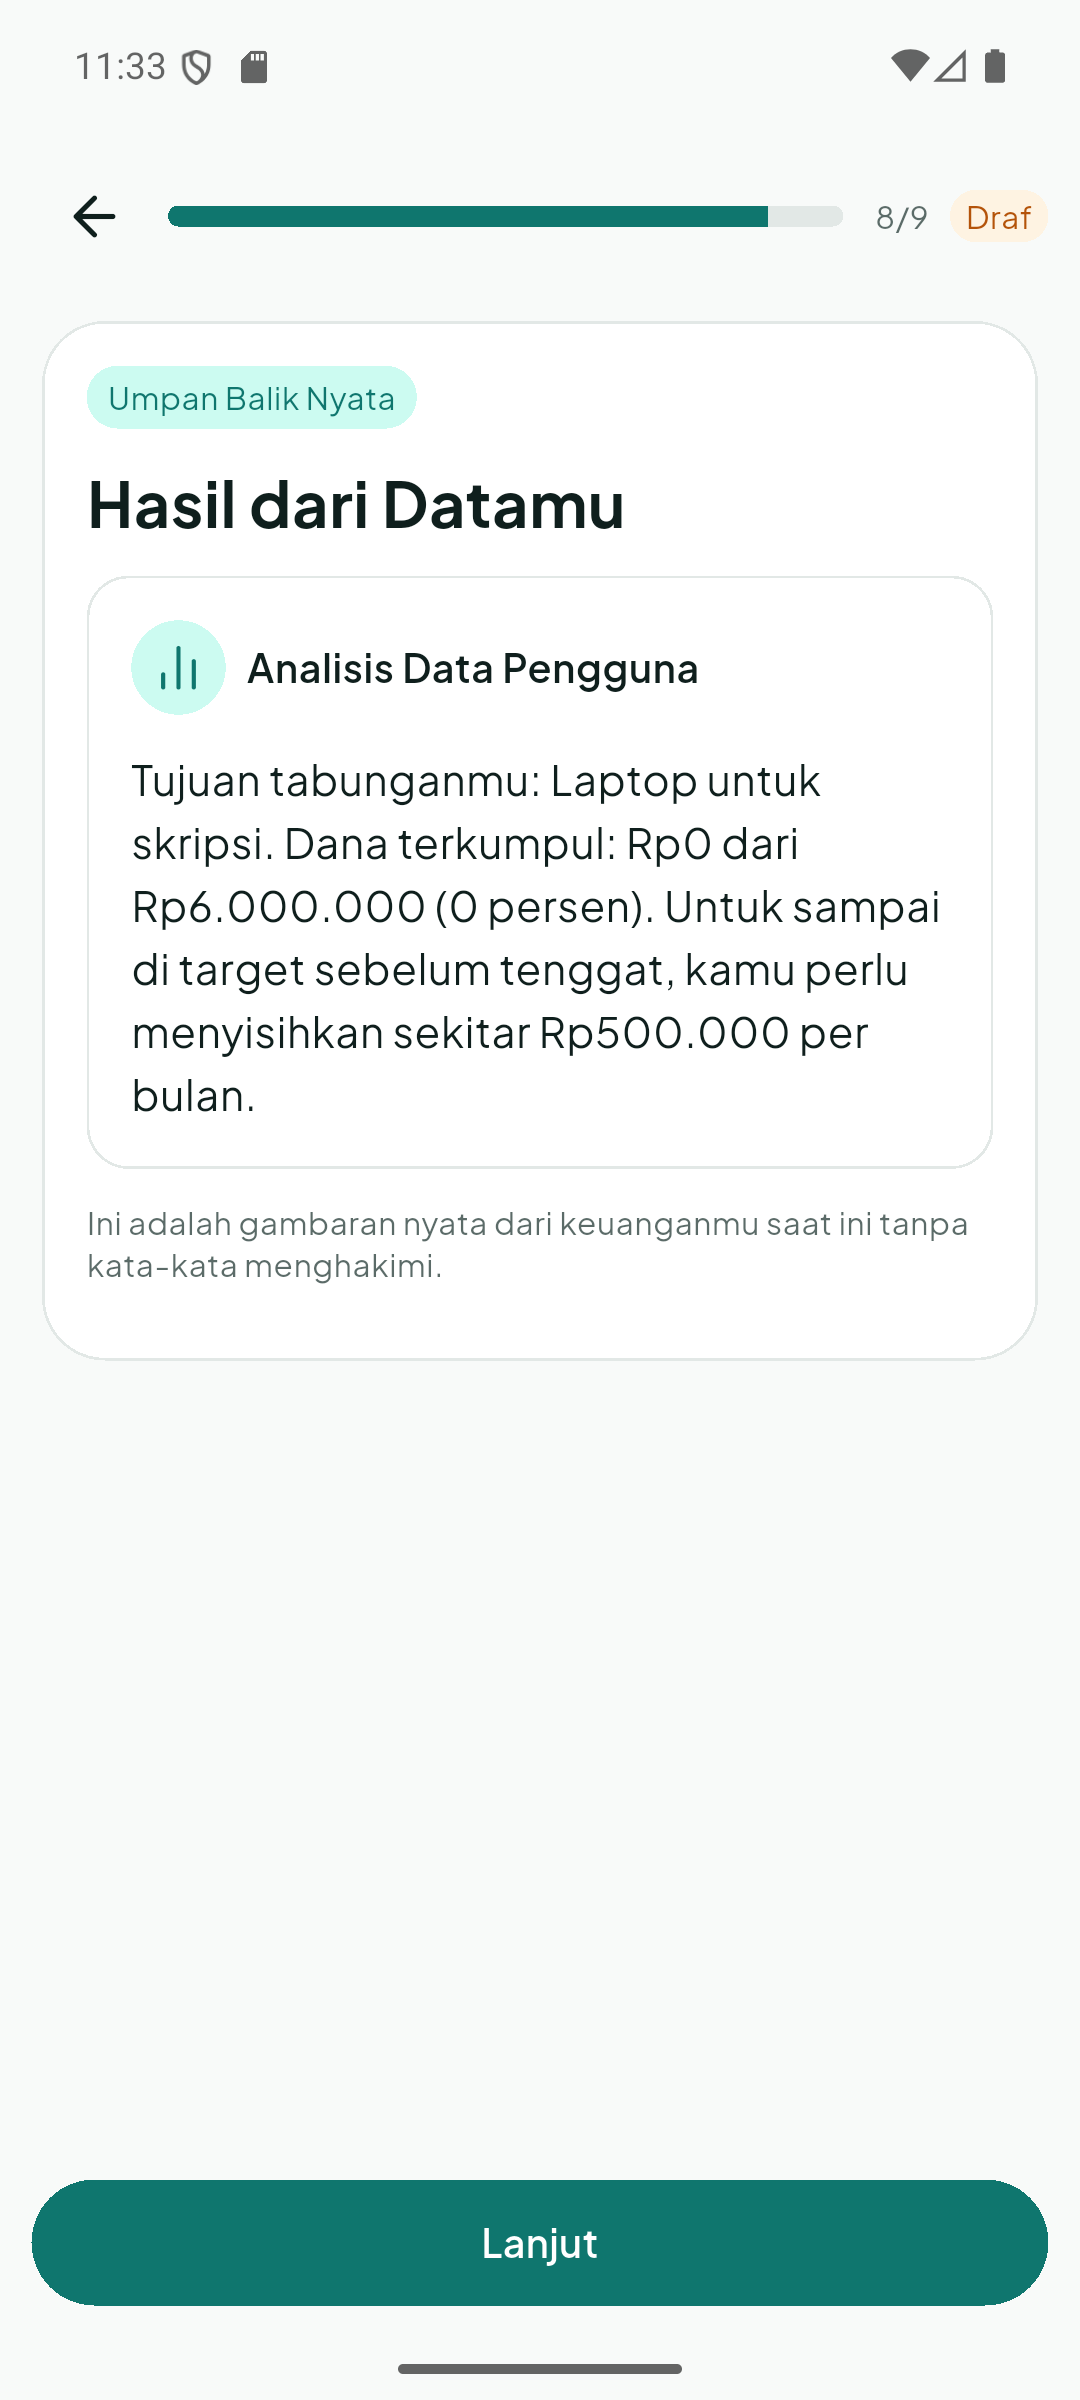 11:33
8/9
Draf
Umpan Balik Nyata
Hasil dari Datamu
Analisis Data Pengguna
Tujuan tabunganmu: Laptop untuk
skripsi. Dana terkumpul: Rp0 dari
Rp6.000.000 (0 persen). Untuk sampai
di target sebelum tenggat, kamu perlu
menyisihkan sekitar Rp500.000 per
bulan.
Ini adalah gambaran nyata dari keuanganmu saat ini tanpa
kata-kata menghakimi.
Lanjut